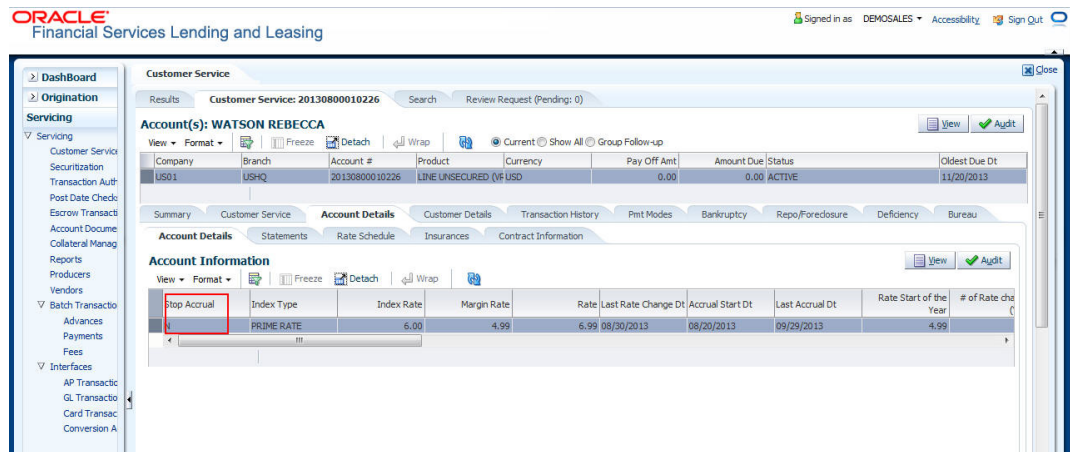 ORACLE
Financial Services Lending and Leasing
Signed in as DEMOSALES Accessibility Sign Out
Close
DashBoard
Origination
Servicing
Servicing
Customer Service
Securitization
Transaction Auth
Post Date Checks
Escrow Transacti
Account Docume
Collateral Manag
Reports
Producers
Vendors
Batch Transactio
Advances
Payments
Fees
Interfaces
AP Transactio
GL Transactio
Card Transac
Conversion A
Customer Service
Results Customer Service: 20130800010226 Search Review Request (Pending: 0)
Account(s): WATSON REBECCA
View Audit
View Format Freeze Detach Wrap Current Show All Group Follow-up
Company Branch Account # Product Currency Pay Off Amt Amount Due Status Oldest Due Dt
US01 USHQ 20130800010226 LINE UNSECURED (VR USD 0.00 0.00 ACTIVE 11/20/2013
Summary Customer Service Account Details Customer Details Transaction History Pmt Modes Bankruptcy Repo/Foreclosure Deficiency Bureau
Account Details Statements Rate Schedule Insurances Contract Information
Account Information
View Audit
View Format Freeze Detach Wrap
Stop Accrual Index Type Index Rate Margin Rate Rate Last Rate Change Dt Accrual Start Dt Last Accrual Dt Rate Start of the Year # of Rate cha
N PRIME RATE 6.00 4.99 6.99 08/30/2013 08/20/2013 09/29/2013 4.99